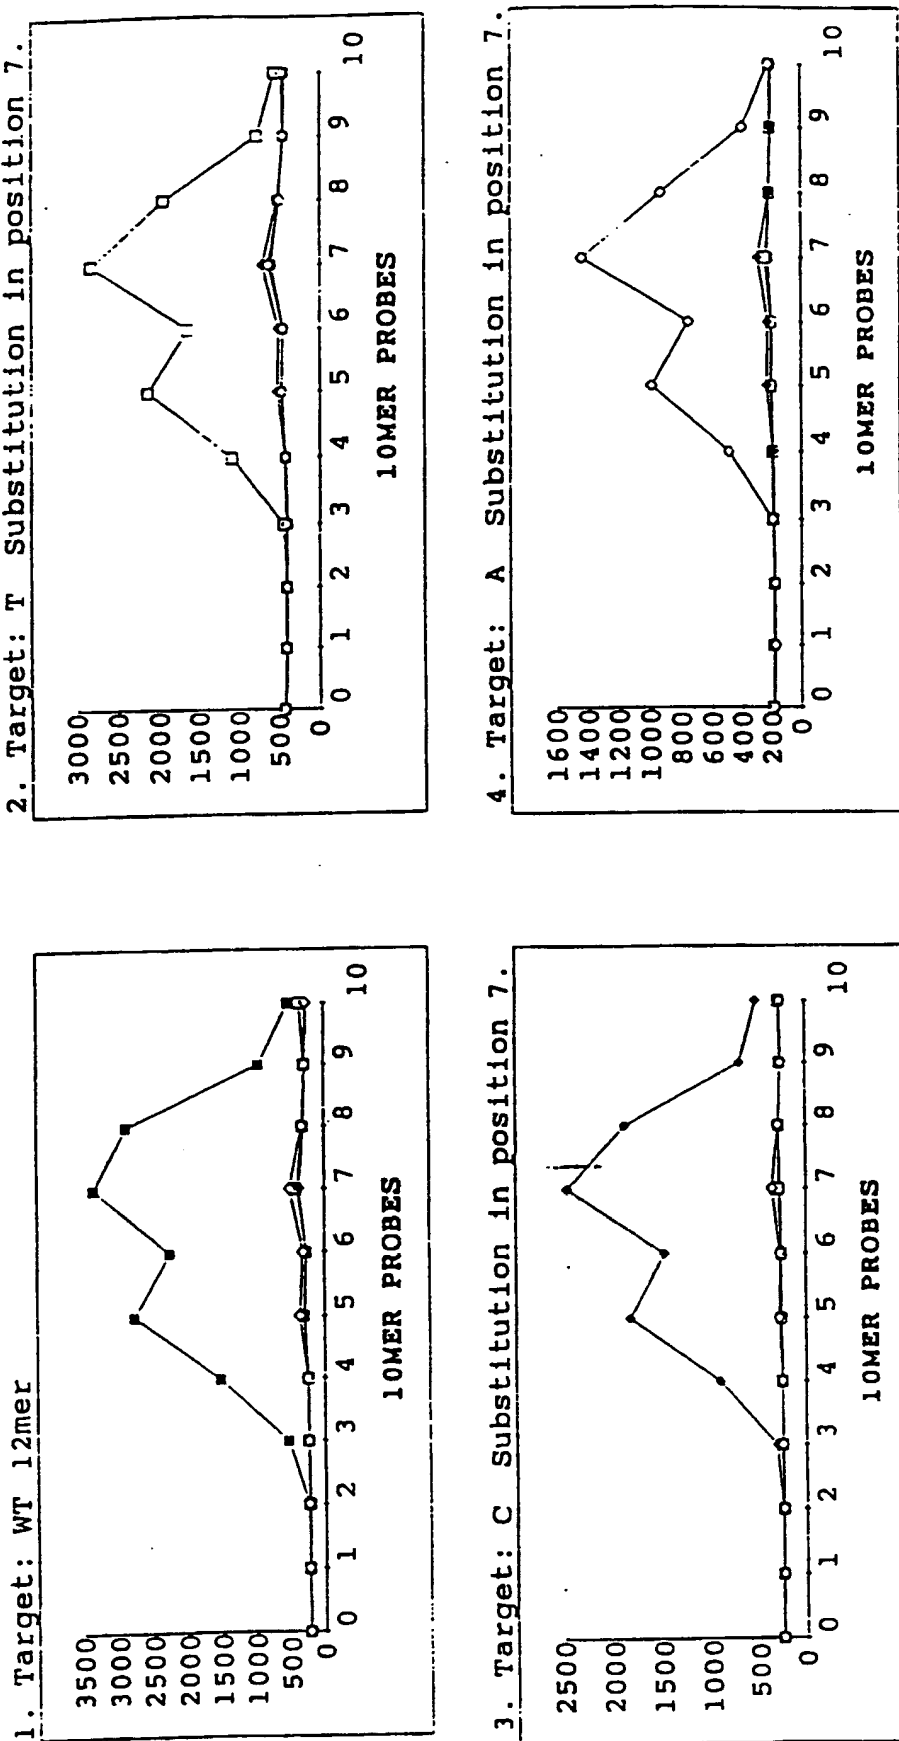 1. Target: WT 12mer
3500
3000
2500
2000
1500
1000
500
0
0 1 2 3 4 5 6 7 8 9 10
10MER PROBES
2. Target: T Substitution in position 7.
3000
2500
2000
1500
1000
500
0
0 1 2 3 4 5 6 7 8 9 10
10MER PROBES
3. Target: C Substitution in position 7.
2500
2000
1500
1000
500
0
0 1 2 3 4 5 6 7 8 9 10
10MER PROBES
4. Target: A Substitution in position 7.
1600
1400
1200
1000
800
600
400
200
0
0 1 2 3 4 5 6 7 8 9 10
10MER PROBES